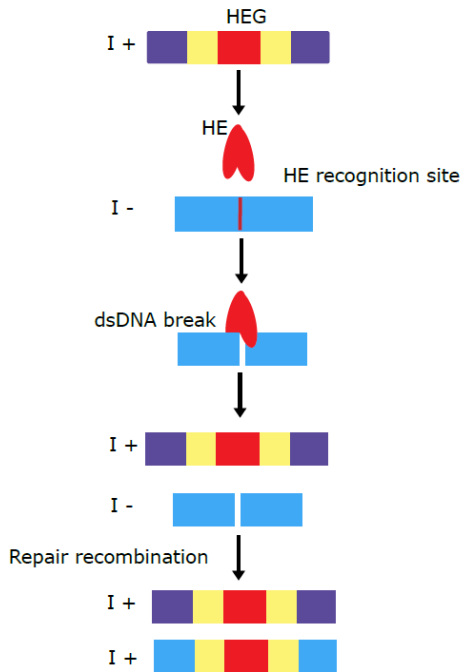 HEG
I +
HE
HE recognition site
I -
dsDNA break
I +
I -
Repair recombination
I +
I +